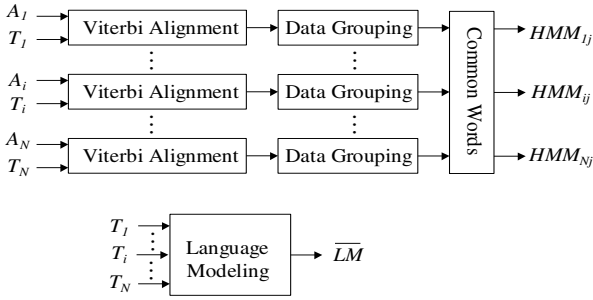 A1
T1
Viterbi Alignment
Data Grouping
HMM1j
Ai
Ti
Viterbi Alignment
Data Grouping
HMMij
AN
TN
Viterbi Alignment
Data Grouping
HMMNj
Common Words
T1
Ti
TN
Language
Modeling
LM